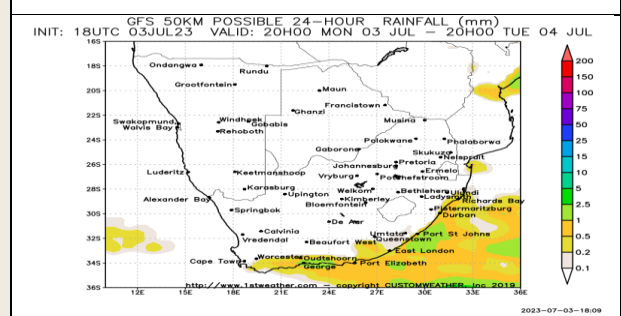 GFS 50KM POSSIBLE 24-HOUR RAINFALL (mm)
INIT: 18UTC 03JUL23 VALID: 20H00 MON 03 JUL – 20H00 TUE 04 JUL
16S
Ondangwa
Rundu
200
18S
150
Grootfontein
Maun
100
20S
Francistown
75
Ghanzi
22S
Windhoek
Gobabis
Musina
50
Swakopmund
Walvis Bay
Rehoboth
25
24S
Polokwane
Phalaborwa
Gaborone
Skukuza
15
Pretoria
Nelspruit
26S
Johannesburg
Ermelo
10
Luderitz
Keetmanshoop
Vryburg
Potchefstroom
5
28S
Karasburg
Welkom
Bethlehem
Ulundi
Upington
Kimberley
Ladysmith
Richards Bay
2.5
Alexander Bay
Bloemfontein
Pietermaritzburg
30S
Springbok
Durban
1
De Aar
Calvinia
Umtata
Port St Johns
0.5
32S
Vredendal
Beaufort West
Queenstown
East London
0.2
Cape Town
Worcester
Oudtshoorn
34S
George
Port Elizabeth
0.1
http://www.1stweather.com – copyright CUSTOMWEATHER, Inc 2019
36S
12E 15E 18E 21E 24E 27E 30E 33E 36E
2023-07-03-18:09